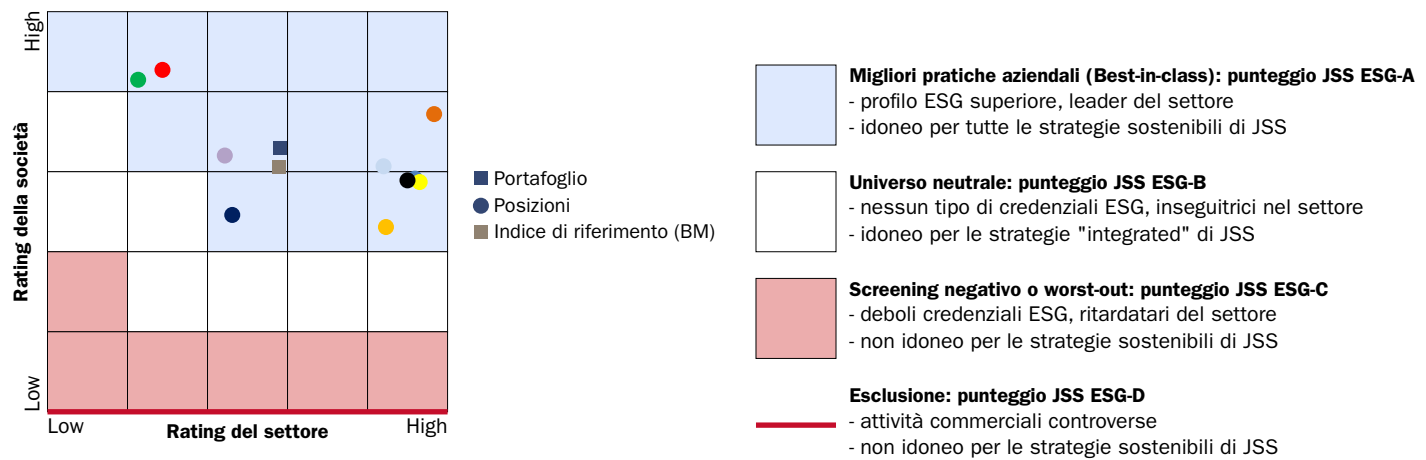 High
Rating della società
Low
Low
Rating del settore
High
Portafoglio
Posizioni
Indice di riferimento (BM)
Migliori pratiche aziendali (Best-in-class): punteggio JSS ESG-A
- profilo ESG superiore, leader del settore
- idoneo per tutte le strategie sostenibili di JSS
Universo neutrale: punteggio JSS ESG-B
- nessun tipo di credenziali ESG, inseguitrici nel settore
- idoneo per le strategie "integrated" di JSS
Screening negativo o worst-out: punteggio JSS ESG-C
- deboli credenziali ESG, ritardatari del settore
- non idoneo per le strategie sostenibili di JSS
Esclusione: punteggio JSS ESG-D
- attività commerciali controverse
- non idoneo per le strategie sostenibili di JSS